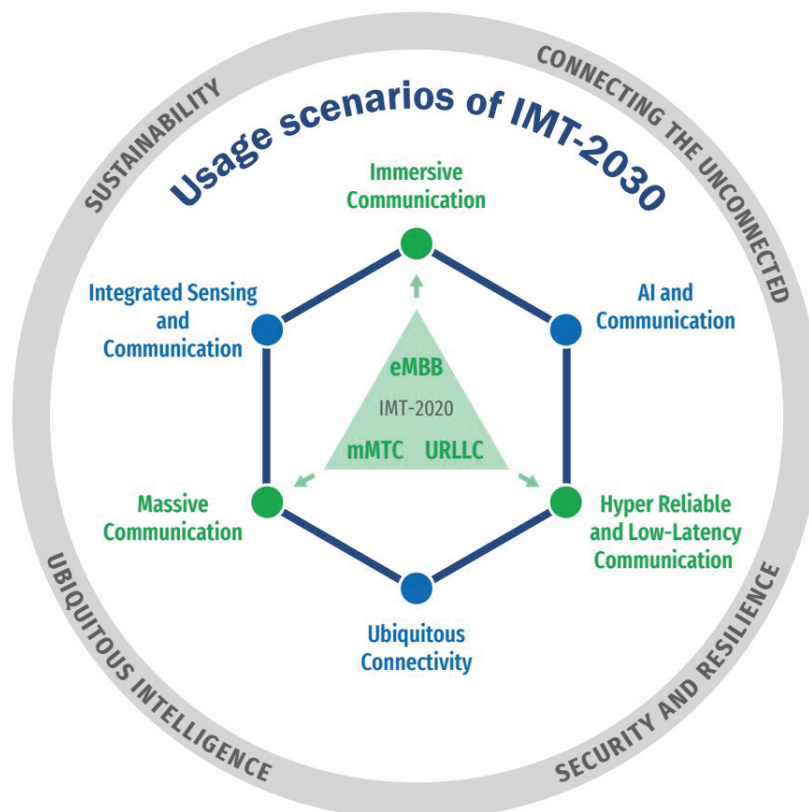 SUSTAINABILITY
CONNECTING THE UNCONNECTED
Usage scenarios of IMT-2030
Immersive
Communication
Integrated Sensing
and
Communication
AI and
Communication
eMBB
IMT-2020
mMTC URLLC
Massive
Communication
Hyper Reliable
and Low-Latency
Communication
Ubiquitous
Connectivity
UBIQUITOUS INTELLIGENCE
SECURITY AND RESILIENCE